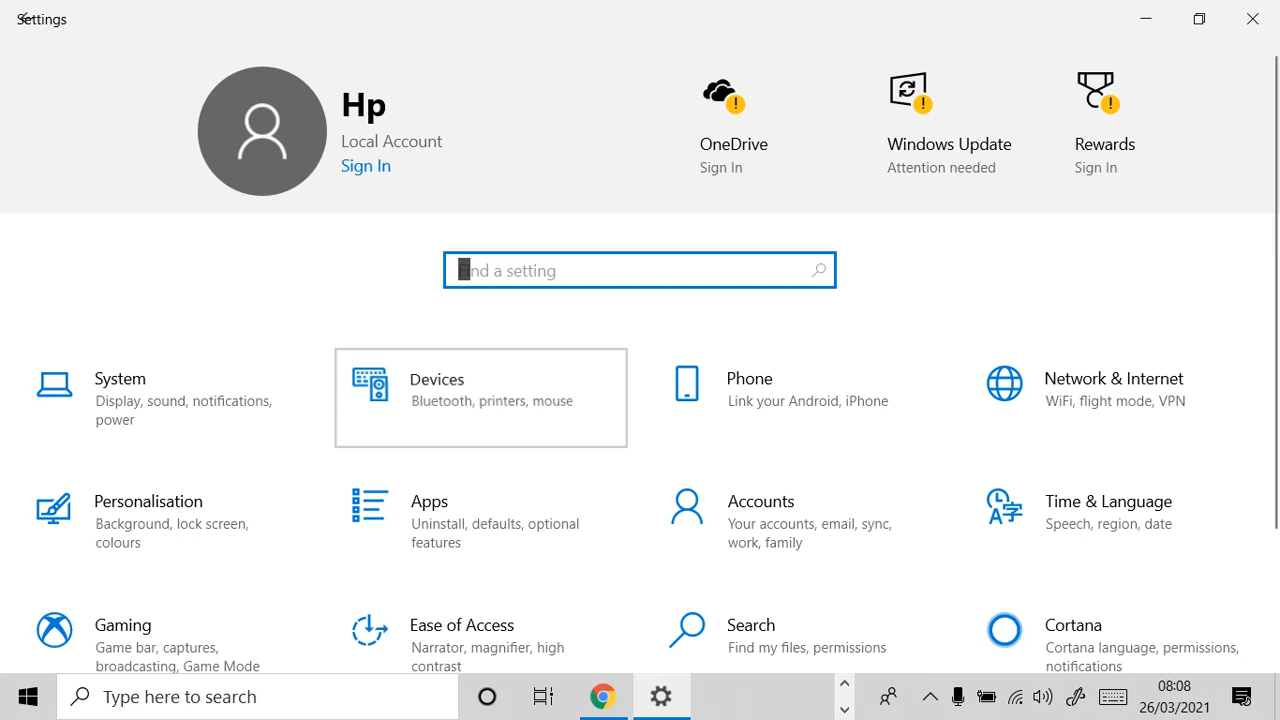 Settings
Hp
Local Account
Sign In
OneDrive
Sign In
Windows Update
Attention needed
Rewards
Sign In
Find a setting
System
Display, sound, notifications,
power
Devices
Bluetooth, printers, mouse
Phone
Link your Android, iPhone
Network & Internet
WiFi, flight mode, VPN
Personalisation
Background, lock screen,
colours
Apps
Uninstall, defaults, optional
features
Accounts
Your accounts, email, sync,
work, family
Time & Language
Speech, region, date
Gaming
Game bar, captures,
broadcasting, Game Mode
Ease of Access
Narrator, magnifier, high
contrast
Search
Find my files, permissions
Cortana
Cortana language, permissions,
notifications
Type here to search
08:08
26/03/2021